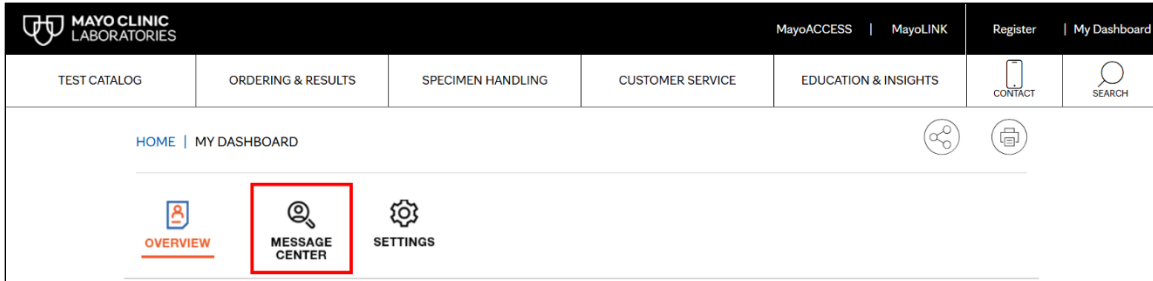 MAYO CLINIC
LABORATORIES
MayoACCESS | MayoLINK
Register | My Dashboard
TEST CATALOG
ORDERING & RESULTS
SPECIMEN HANDLING
CUSTOMER SERVICE
EDUCATION & INSIGHTS
CONTACT
SEARCH
HOME | MY DASHBOARD
OVERVIEW
MESSAGE
CENTER
SETTINGS